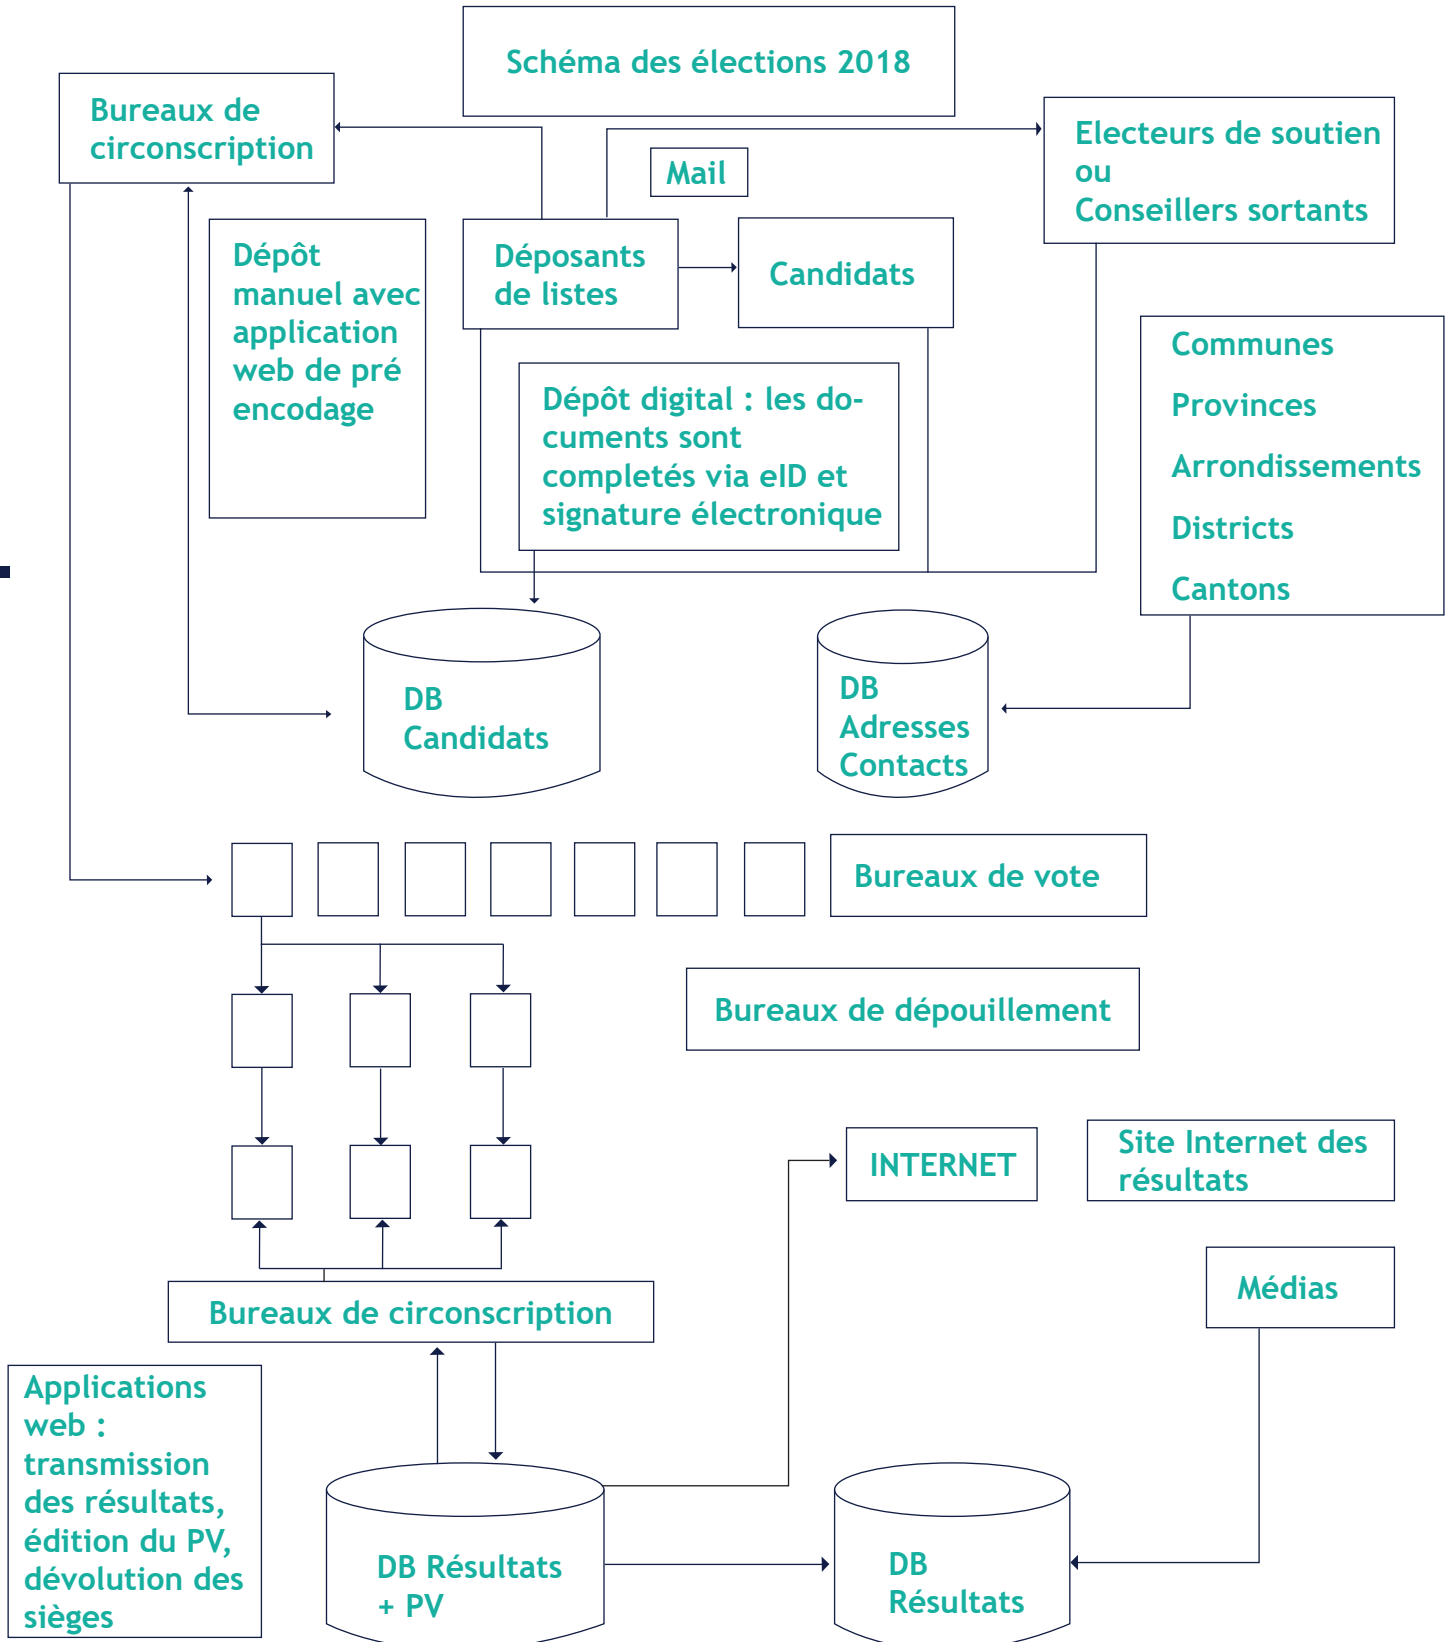 Schéma des élections 2018
Bureaux de
circonscription
Electeurs de soutien
ou
Conseillers sortants
Mail
Dépôt
manuel avec
application
web de pré
encodage
Déposants
de listes
Candidats
Communes
Provinces
Arrondissements
Districts
Cantons
Dépôt digital : les do-
cuments sont
completés via eID et
signature électronique
DB
Candidats
DB
Adresses
Contacts
Bureaux de vote
Bureaux de dépouillement
INTERNET
Site Internet des
résultats
Médias
Bureaux de circonscription
Applications
web :
transmission
des résultats,
édition du PV,
dévolution des
sièges
DB Résultats
+ PV
DB
Résultats